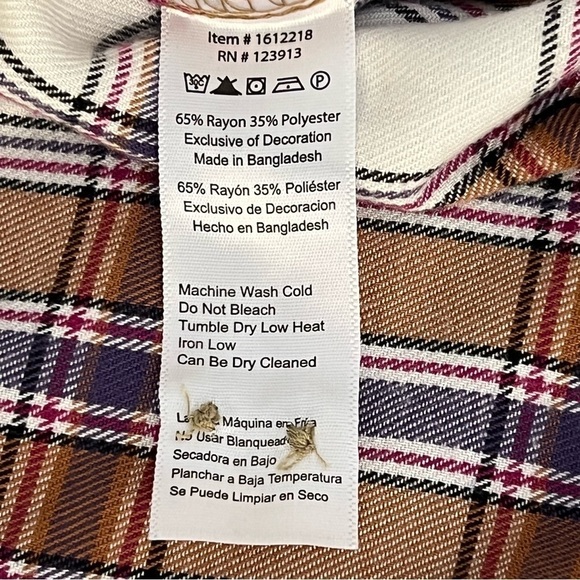 Item # 1612218
RN # 123913
P
65% Rayon 35% Polyester
Exclusive of Decoration
Made in Bangladesh
65% Rayón 35% Poliéster
Exclusivo de Decoracion
Hecho en Bangladesh
Machine Wash Cold
Do Not Bleach
Tumble Dry Low Heat
Iron Low
Can Be Dry Cleaned
Máquina en
Usar
Secadora en Bajo
Planchar a Baja Temperatura
Se Puede Limpiar en Seco